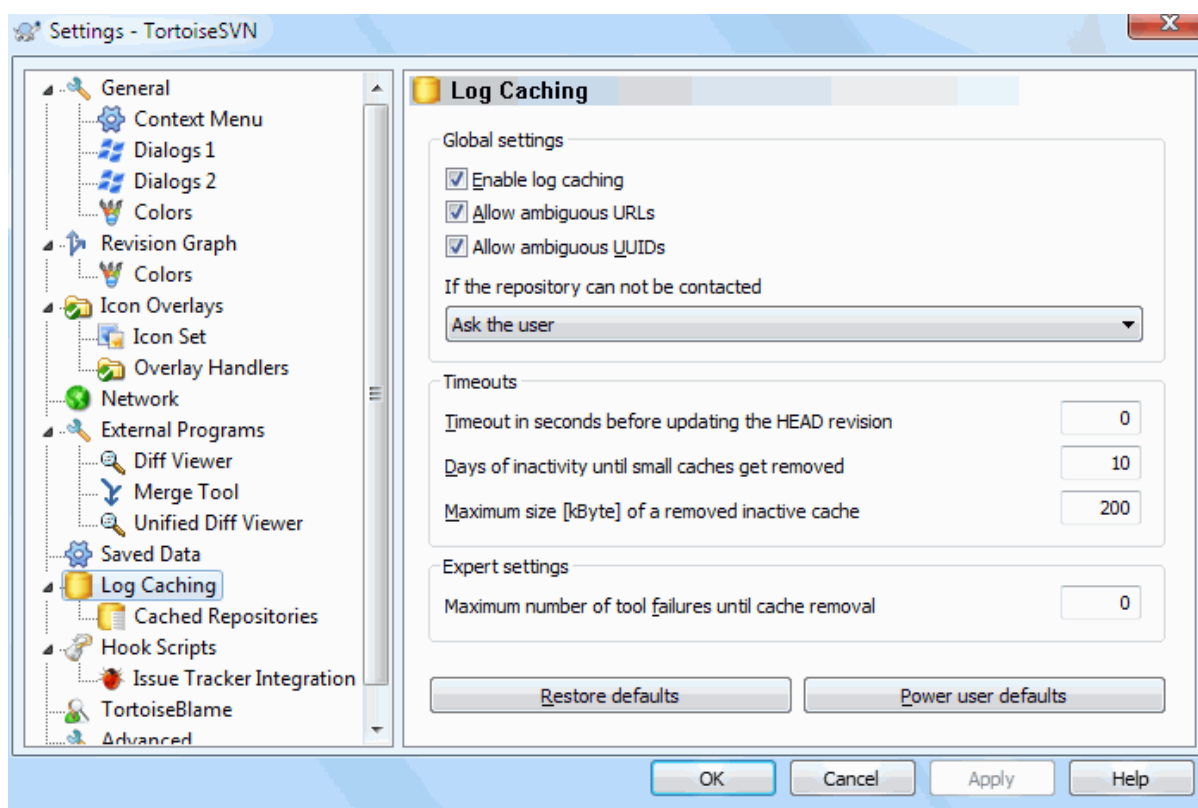 Settings - TortoiseSVN
X
General
Context Menu
Dialogs 1
Dialogs 2
Colors
Revision Graph
Colors
Icon Overlays
Icon Set
Overlay Handlers
Network
External Programs
Diff Viewer
Merge Tool
Unified Diff Viewer
Saved Data
Log Caching
Cached Repositories
Hook Scripts
Issue Tracker Integration
TortoiseBlame
Advanced
Log Caching
Global settings
Enable log caching
Allow ambiguous URLs
Allow ambiguous UUIDs
If the repository can not be contacted
Ask the user
Timeouts
Timeout in seconds before updating the HEAD revision 0
Days of inactivity until small caches get removed 10
Maximum size [kByte] of a removed inactive cache 200
Expert settings
Maximum number of tool failures until cache removal 0
Restore defaults Power user defaults
OK Cancel Apply Help